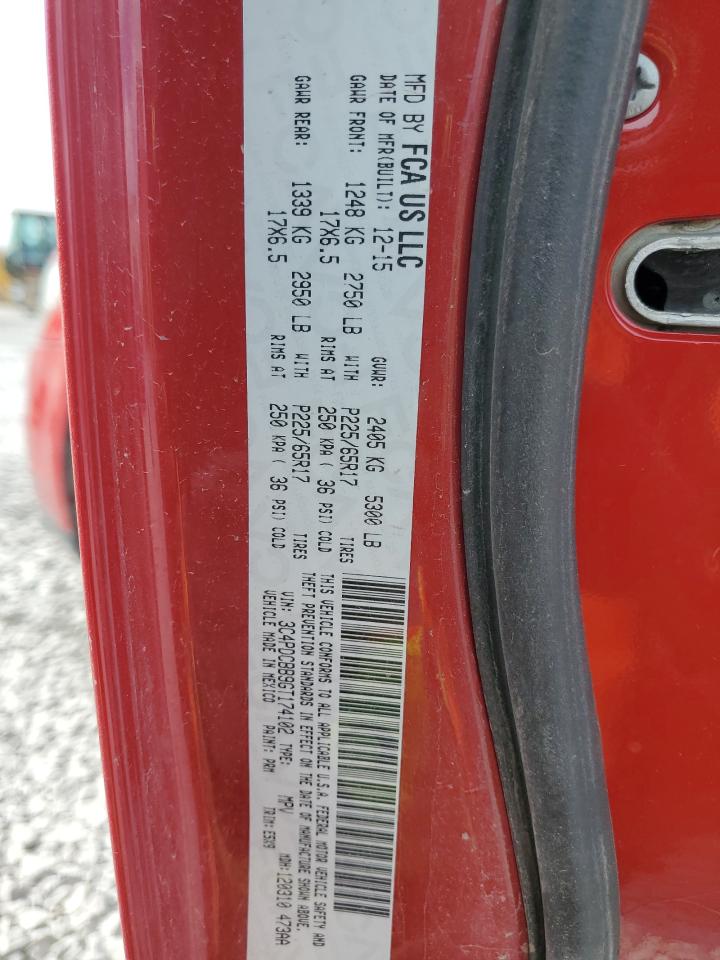 MFD BY FCA US LLC
DATE OF MFR(BUILT): 12-15 GVWR: 2405 KG 5300 LB
GAWR FRONT: 1248 KG 2750 LB WITH P225/65R17 TIRES
17X6.5 RIMS AT 250 KPA ( 36 PSI) COLD
GAWR REAR: 1339 KG 2950 LB WITH P225/65R17 TIRES
17X6.5 RIMS AT 250 KPA ( 36 PSI) COLD
THIS VEHICLE CONFORMS TO ALL APPLICABLE U.S.A. FEDERAL MOTOR VEHICLE SAFETY AND
THEFT PREVENTION STANDARDS IN EFFECT ON THE DATE OF MANUFACTURE SHOWN ABOVE.
VIN: 3C4PDCBB9GT174102 TYPE: MPV MDH:120310 473AA
VEHICLE MADE IN MEXICO PAINT: PRM TRIM: E5X9